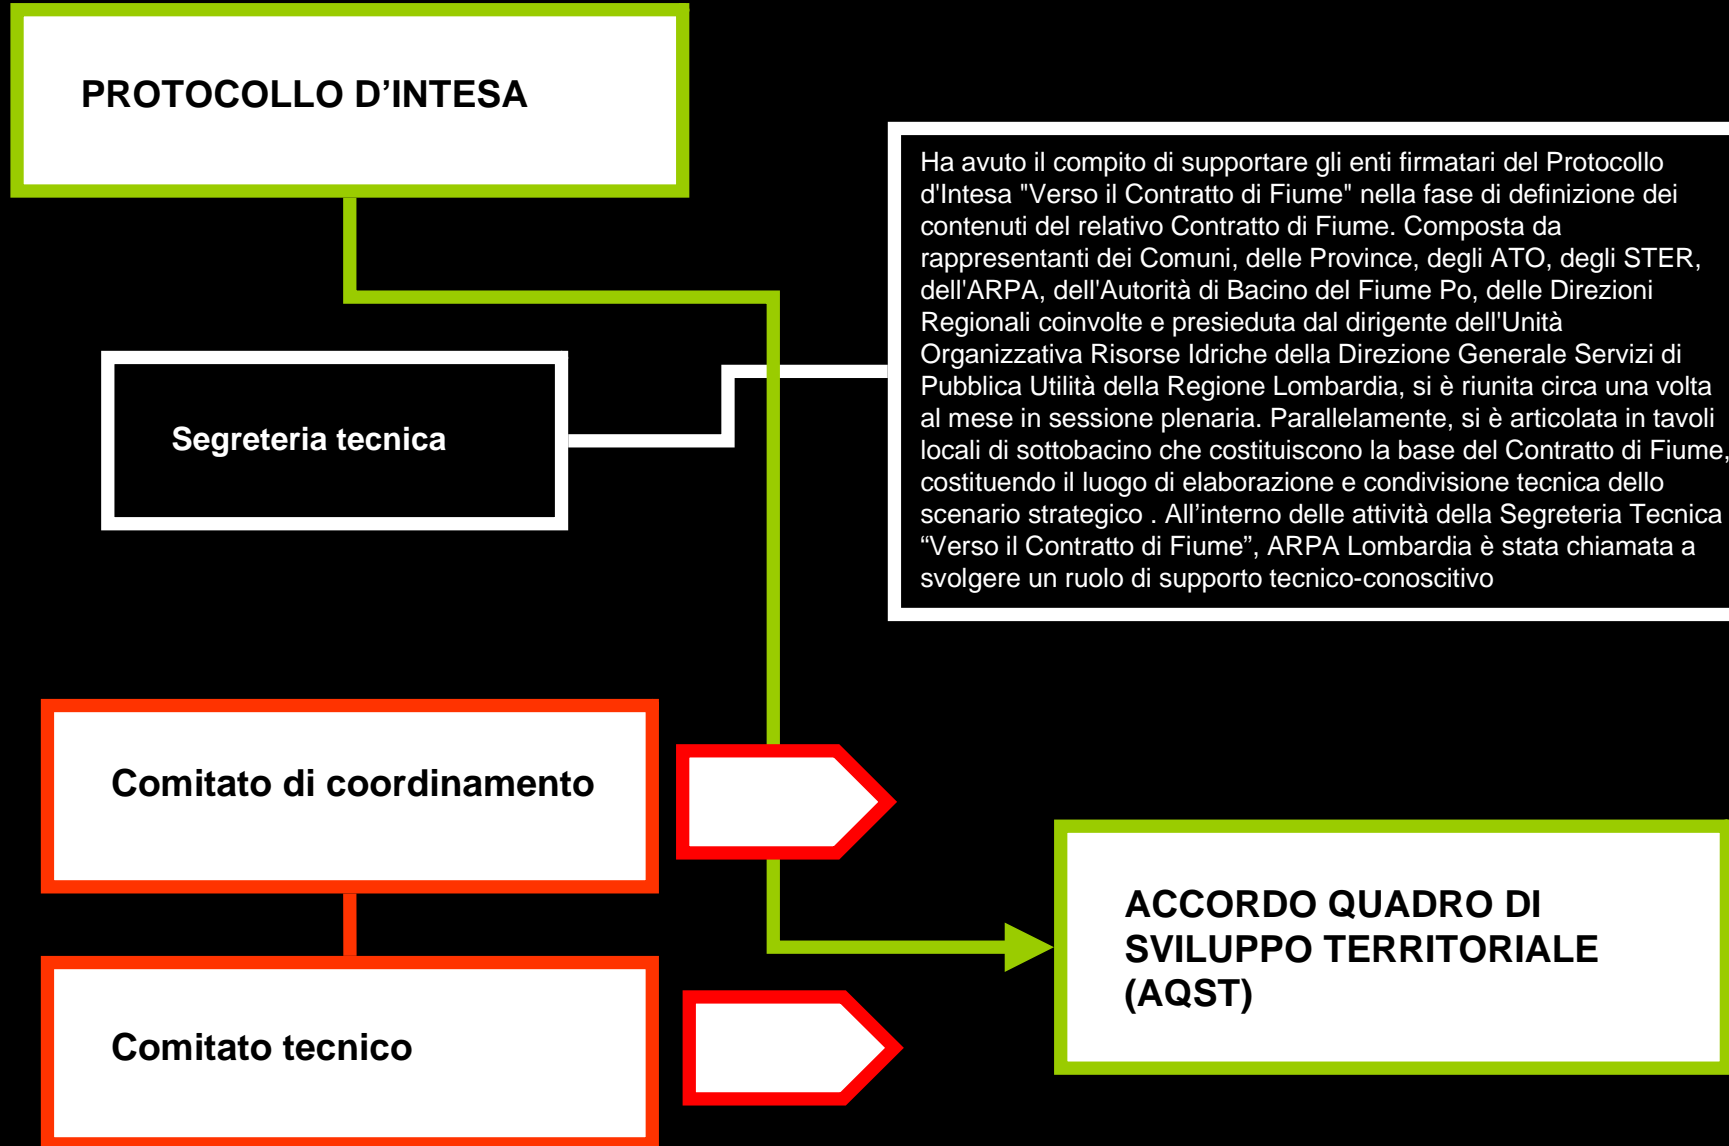 PROTOCOLLO D’INTESA
Ha avuto il compito di supportare gli enti firmatari del Protocollo
d'Intesa "Verso il Contratto di Fiume" nella fase di definizione dei
contenuti del relativo Contratto di Fiume. Composta da
rappresentanti dei Comuni, delle Province, degli ATO, degli STER,
dell'ARPA, dell'Autorità di Bacino del Fiume Po, delle Direzioni
Regionali coinvolte e presieduta dal dirigente dell'Unità
Organizzativa Risorse Idriche della Direzione Generale Servizi di
Pubblica Utilità della Regione Lombardia, si è riunita circa una volta
al mese in sessione plenaria. Parallelamente, si è articolata in tavoli
locali di sottobacino che costituiscono la base del Contratto di Fiume,
costituendo il luogo di elaborazione e condivisione tecnica dello
scenario strategico . All’interno delle attività della Segreteria Tecnica
“Verso il Contratto di Fiume”, ARPA Lombardia è stata chiamata a
svolgere un ruolo di supporto tecnico-conoscitivo
Segreteria tecnica
Comitato di coordinamento
ACCORDO QUADRO DI
SVILUPPO TERRITORIALE
(AQST)
Comitato tecnico